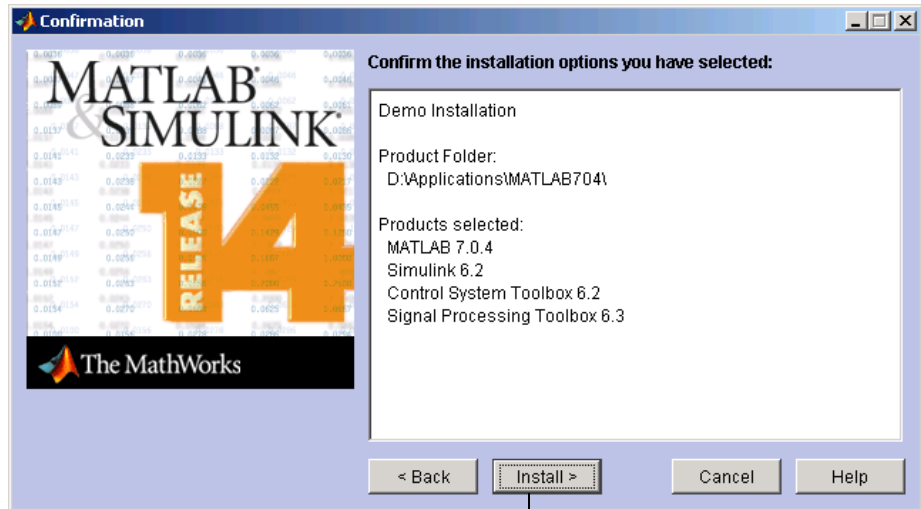 Confirmation
MATLAB
& SIMULINK
RELEASE
14
The MathWorks
Confirm the installation options you have selected:
Demo Installation
Product Folder:
D:\Applications\MATLAB704\
Products selected:
MATLAB 7.0.4
Simulink 6.2
Control System Toolbox 6.2
Signal Processing Toolbox 6.3
< Back
Install >
Cancel
Help